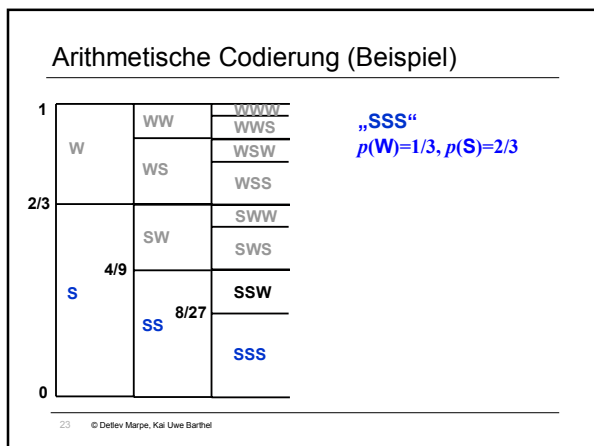 Arithmetische Codierung (Beispiel)
1
W
2/3
S
0
WW
WS
SW
4/9
SS
WWW
WWS
WSW
WSS
SWW
SWS
SSW
8/27
SSS
„SSS“
p(W)=1/3, p(S)=2/3
23 © Detlev Marpe, Kai Uwe Barthel